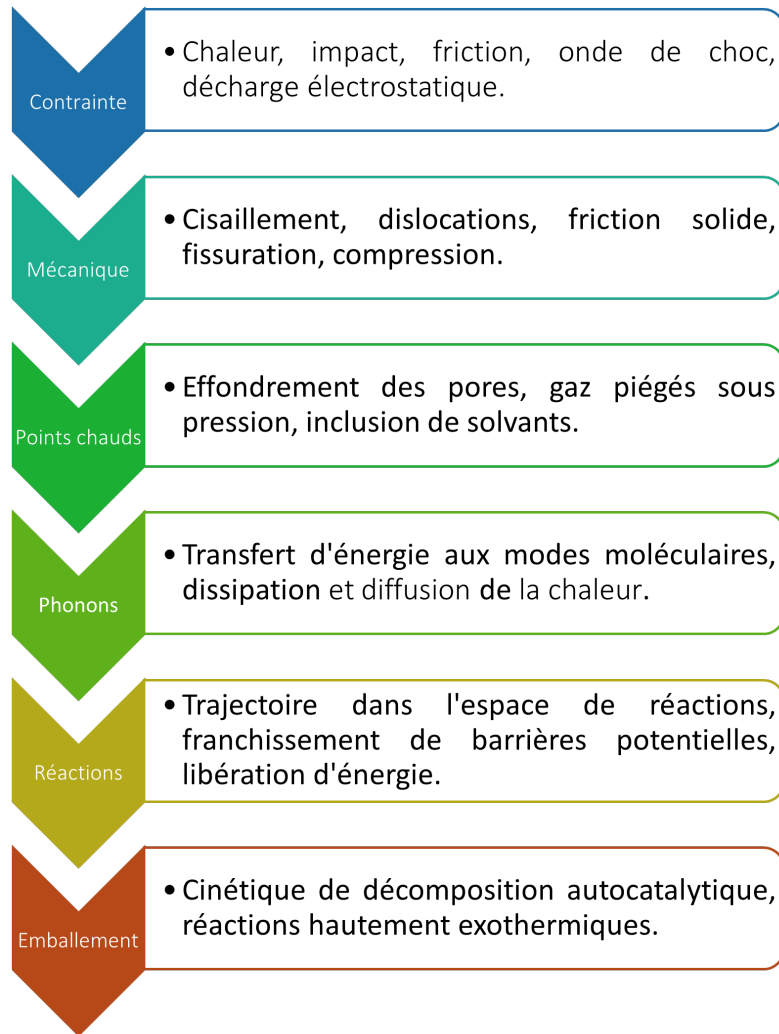 Contrainte
• Chaleur, impact, friction, onde de choc,
décharge électrostatique.
Mécanique
• Cisaillement, dislocations, friction solide,
fissuration, compression.
Points chauds
• Effondrement des pores, gaz piégés sous
pression, inclusion de solvants.
Phonons
• Transfert d'énergie aux modes moléculaires,
dissipation et diffusion de la chaleur.
Réactions
• Trajectoire dans l'espace de réactions,
franchissement de barrières potentielles,
libération d'énergie.
Emballement
• Cinétique de décomposition autocatalytique,
réactions hautement exothermiques.